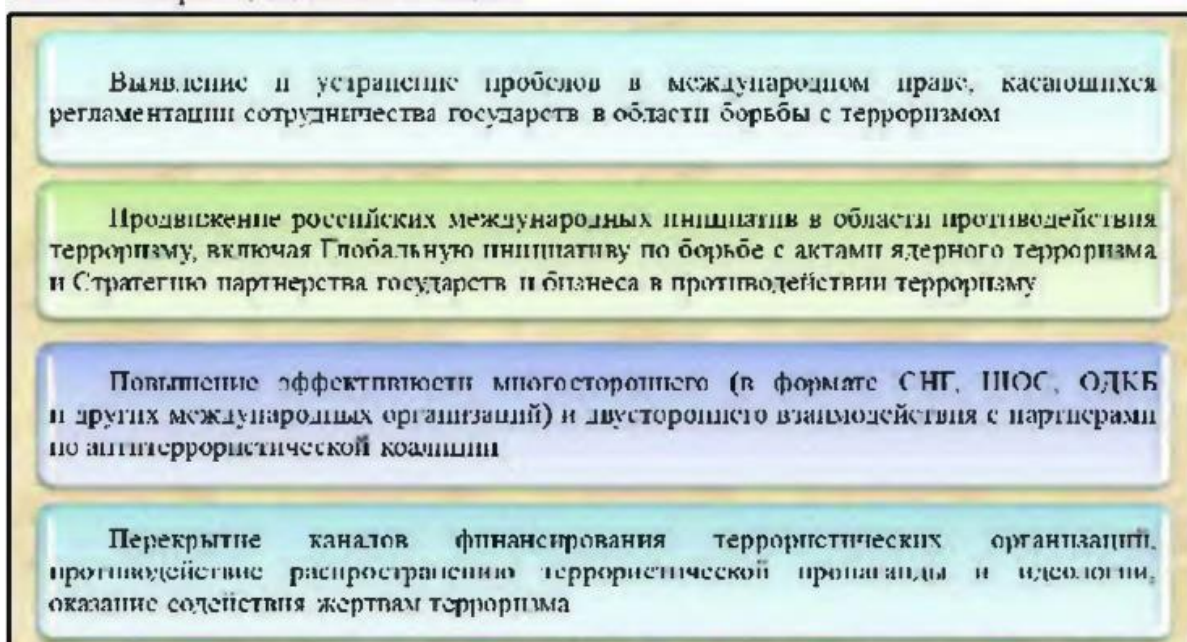 Выявление и устранение пробелов в международном праве, касающихся
регламентации сотрудничества государств в области борьбы с терроризмом
Продвижение российских международных инициатив в области противодействия
терроризму, включая Глобальную инициативу по борьбе с актами ядерного терроризма
и Стратегию партнерства государств и бизнеса в противодействии терроризму
Повышение эффективности многостороннего (в формате СНГ, ШОС, ОДКБ
и других международных организаций) и двустороннего взаимодействия с партнерами
по антитеррористической коалиции
Перекрытие каналов финансирования террористических организаций,
противодействие распространению террористической пропаганды и идеологии,
оказание содействия жертвам терроризма